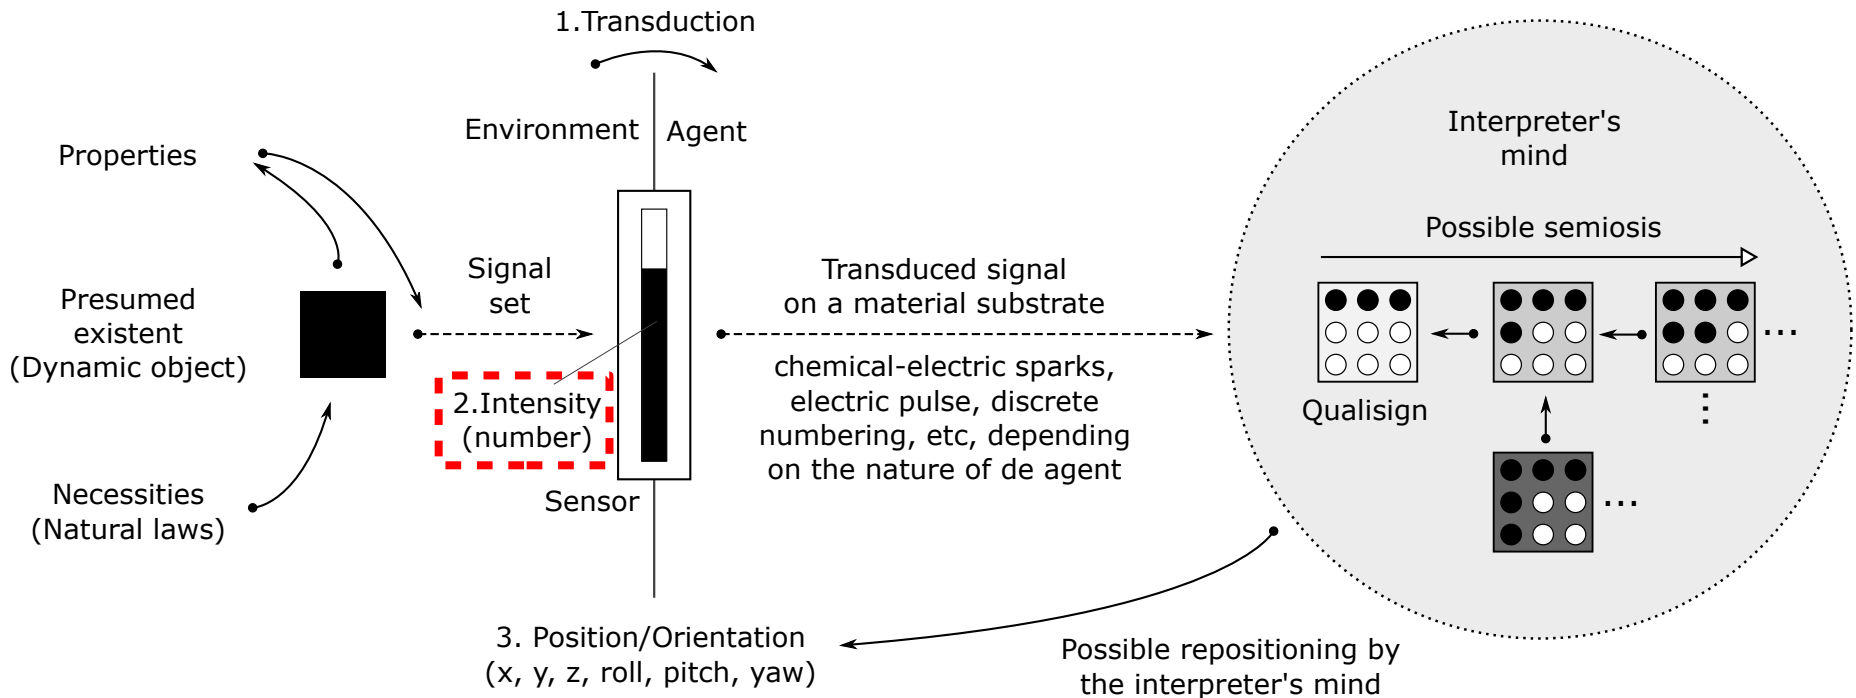 1.Transduction
Environment
Agent
Properties
Presumed
existent
(Dynamic object)
Necessities
(Natural laws)
Signal
set
2.Intensity
(number)
Sensor
Transduced signal
on a material substrate
chemical-electric sparks,
electric pulse, discrete
numbering, etc, depending
on the nature of de agent
3. Position/Orientation
(x, y, z, roll, pitch, yaw)
Possible repositioning by
the interpreter's mind
Interpreter's
mind
Possible semiosis
Qualisign